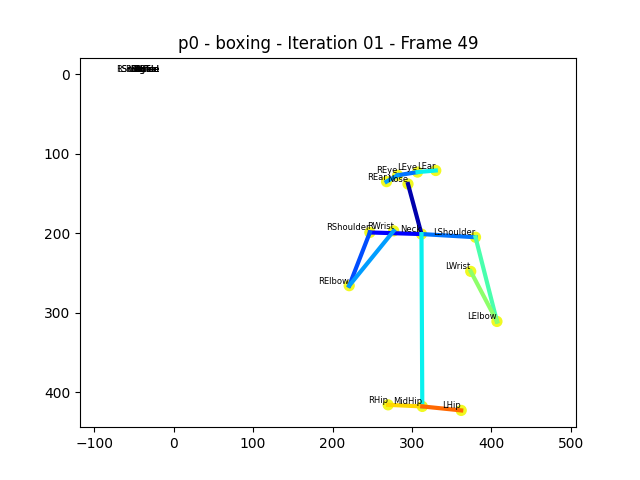 p0 - boxing - Iteration 01 - Frame 49
0
100
200
300
400
−100
0
100
200
300
400
500
REye
LEye
LEar
REar
Nose
RShoulder
RWrist
Neck
LShoulder
LWrist
RElbow
LElbow
RHip
MidHip
LHip